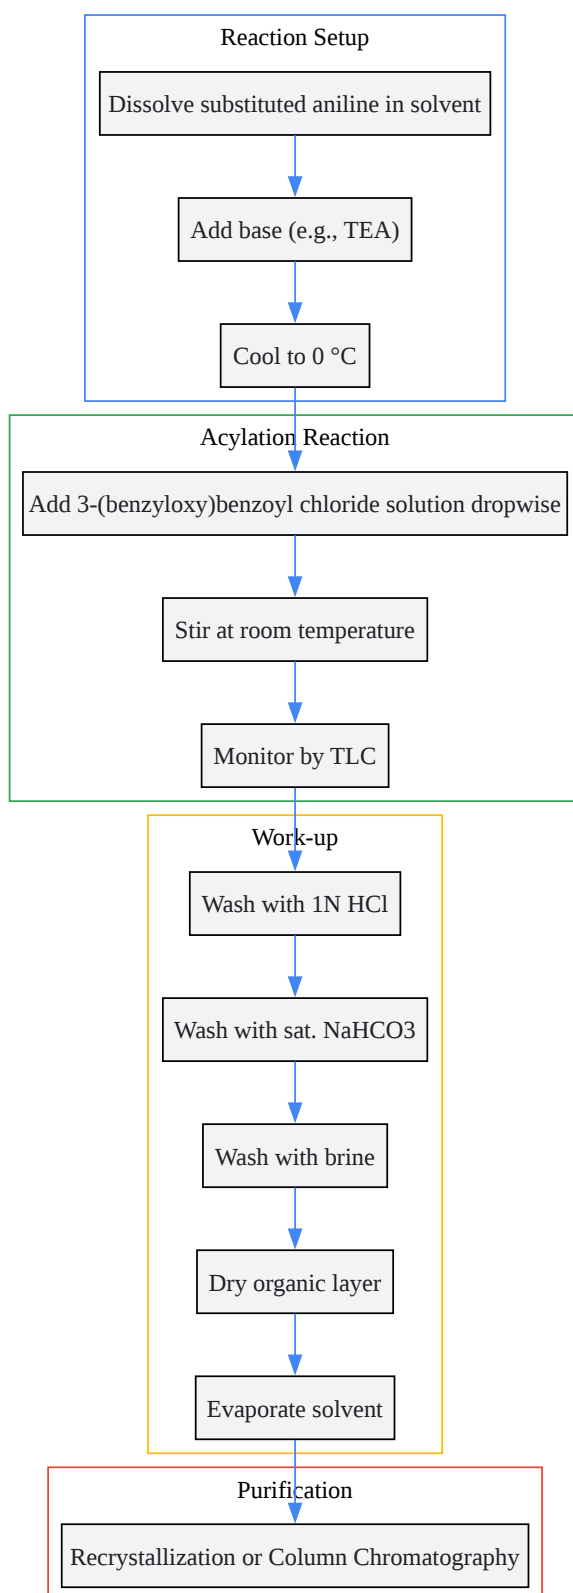 Reaction Setup
Dissolve substituted aniline in solvent
Add base (e.g., TEA)
Cool to 0 °C
Acylation Reaction
Add 3-(benzyloxy)benzoyl chloride solution dropwise
Stir at room temperature
Monitor by TLC
Work-up
Wash with 1N HCl
Wash with sat. NaHCO3
Wash with brine
Dry organic layer
Evaporate solvent
Purification
Recrystallization or Column Chromatography